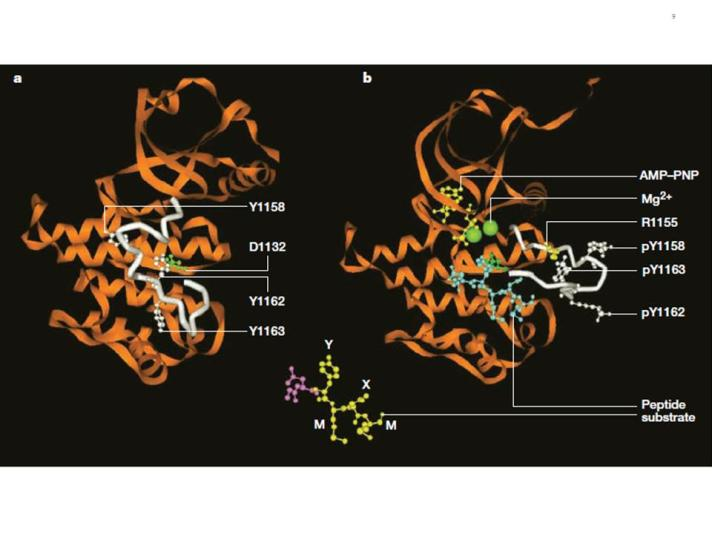 9
a
b
Y1158
D1132
Y1162
Y1163
AMP–PNP
Mg²⁺
R1155
pY1158
pY1163
pY1162
Y
X
M
M
Peptide
substrate